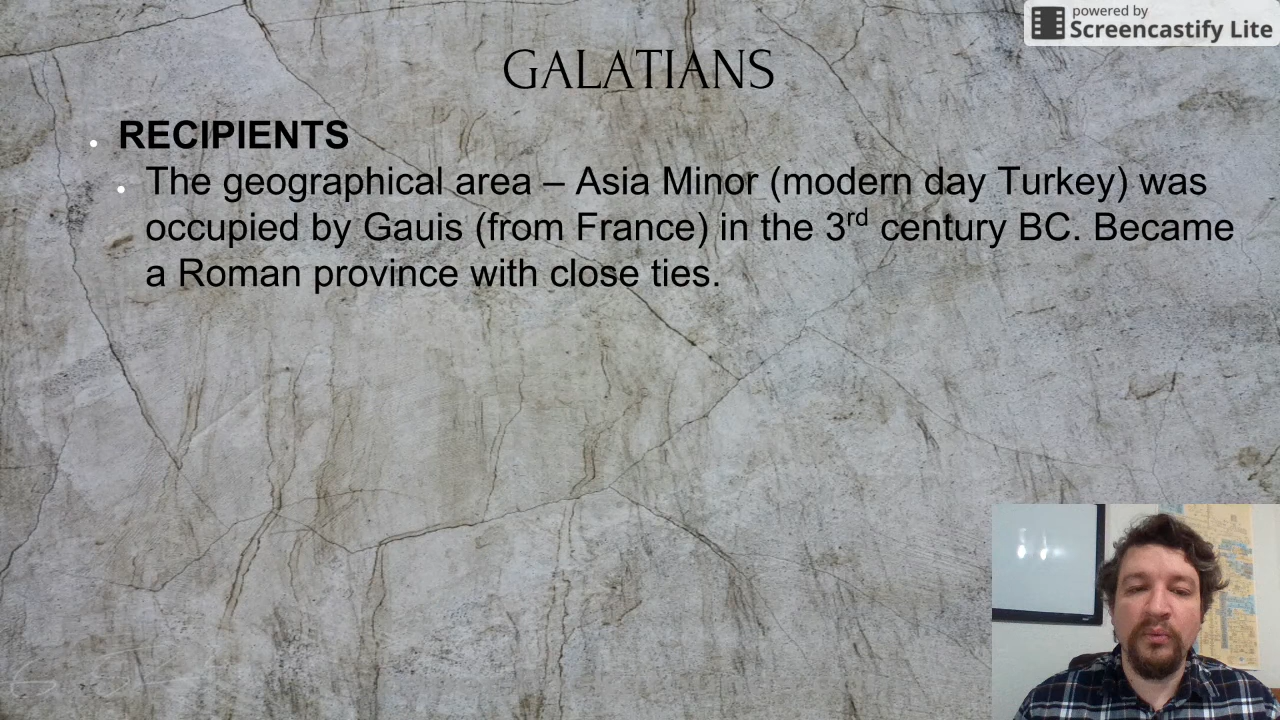 powered by
Screencastify Lite
GALATIANS
RECIPIENTS
The geographical area – Asia Minor (modern day Turkey) was
occupied by Gauis (from France) in the 3rd century BC. Became
a Roman province with close ties.